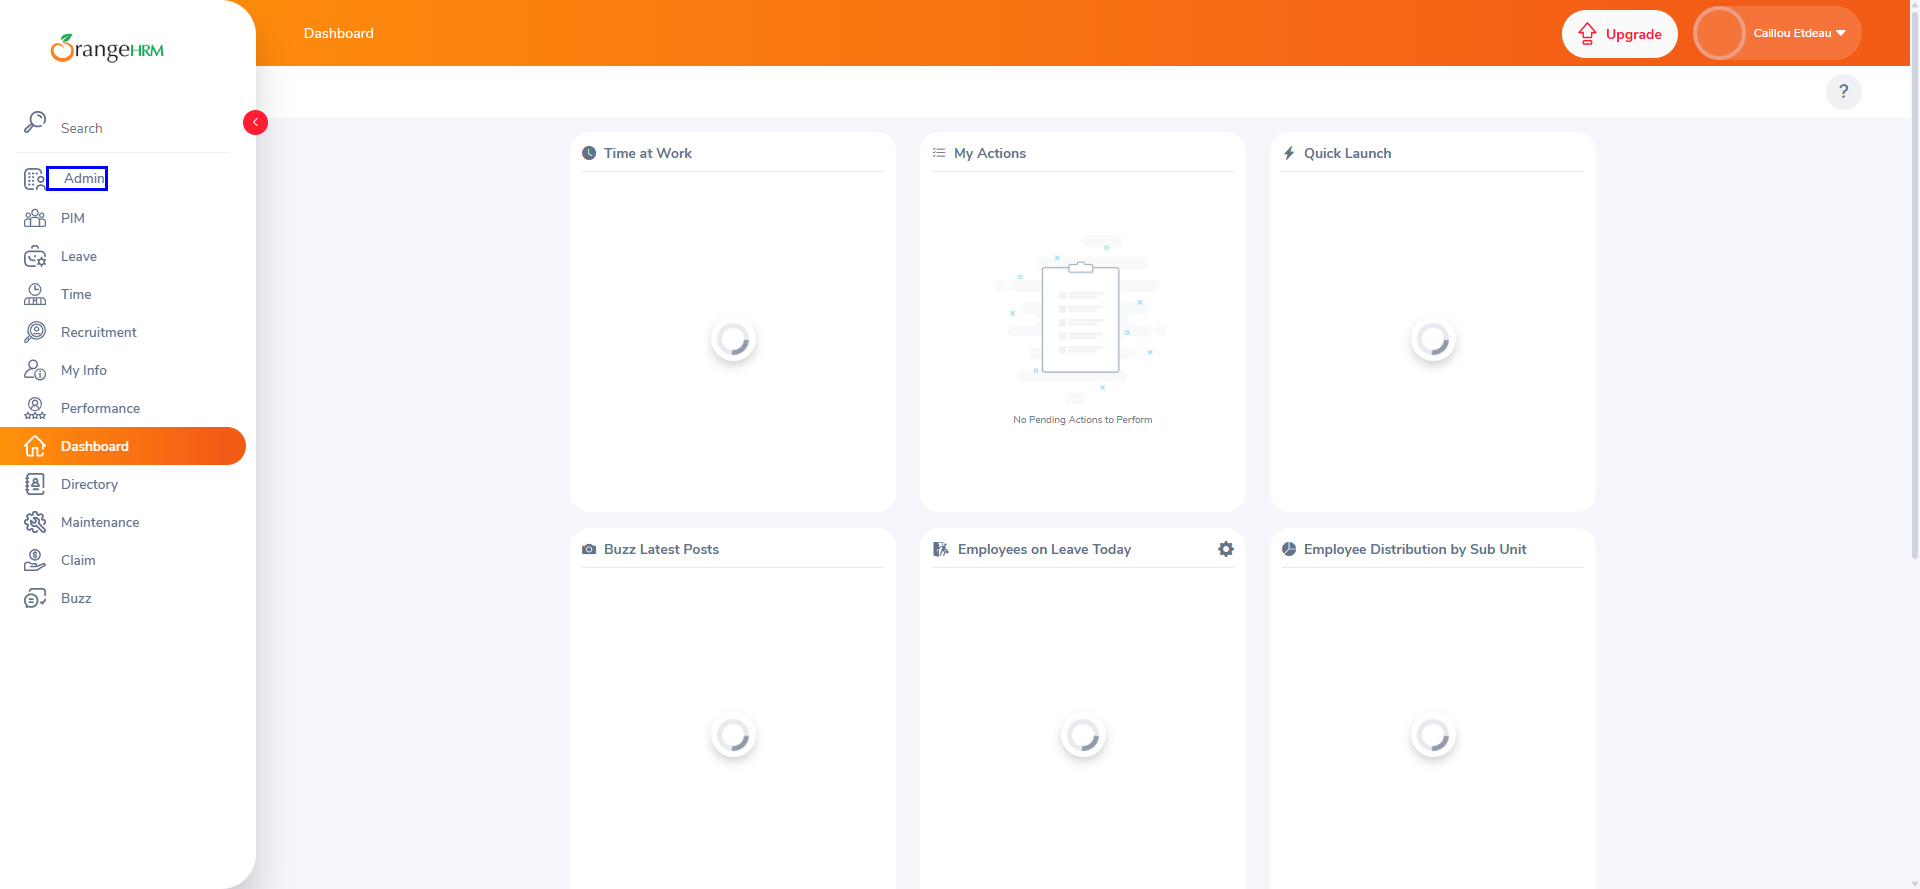 OrangeHRM
Dashboard
Upgrade
Caillou Etdeau
?
Search
Admin
PIM
Leave
Time
Recruitment
My Info
Performance
Dashboard
Directory
Maintenance
Claim
Buzz
Time at Work
My Actions
Quick Launch
No Pending Actions to Perform
Buzz Latest Posts
Employees on Leave Today
Employee Distribution by Sub Unit